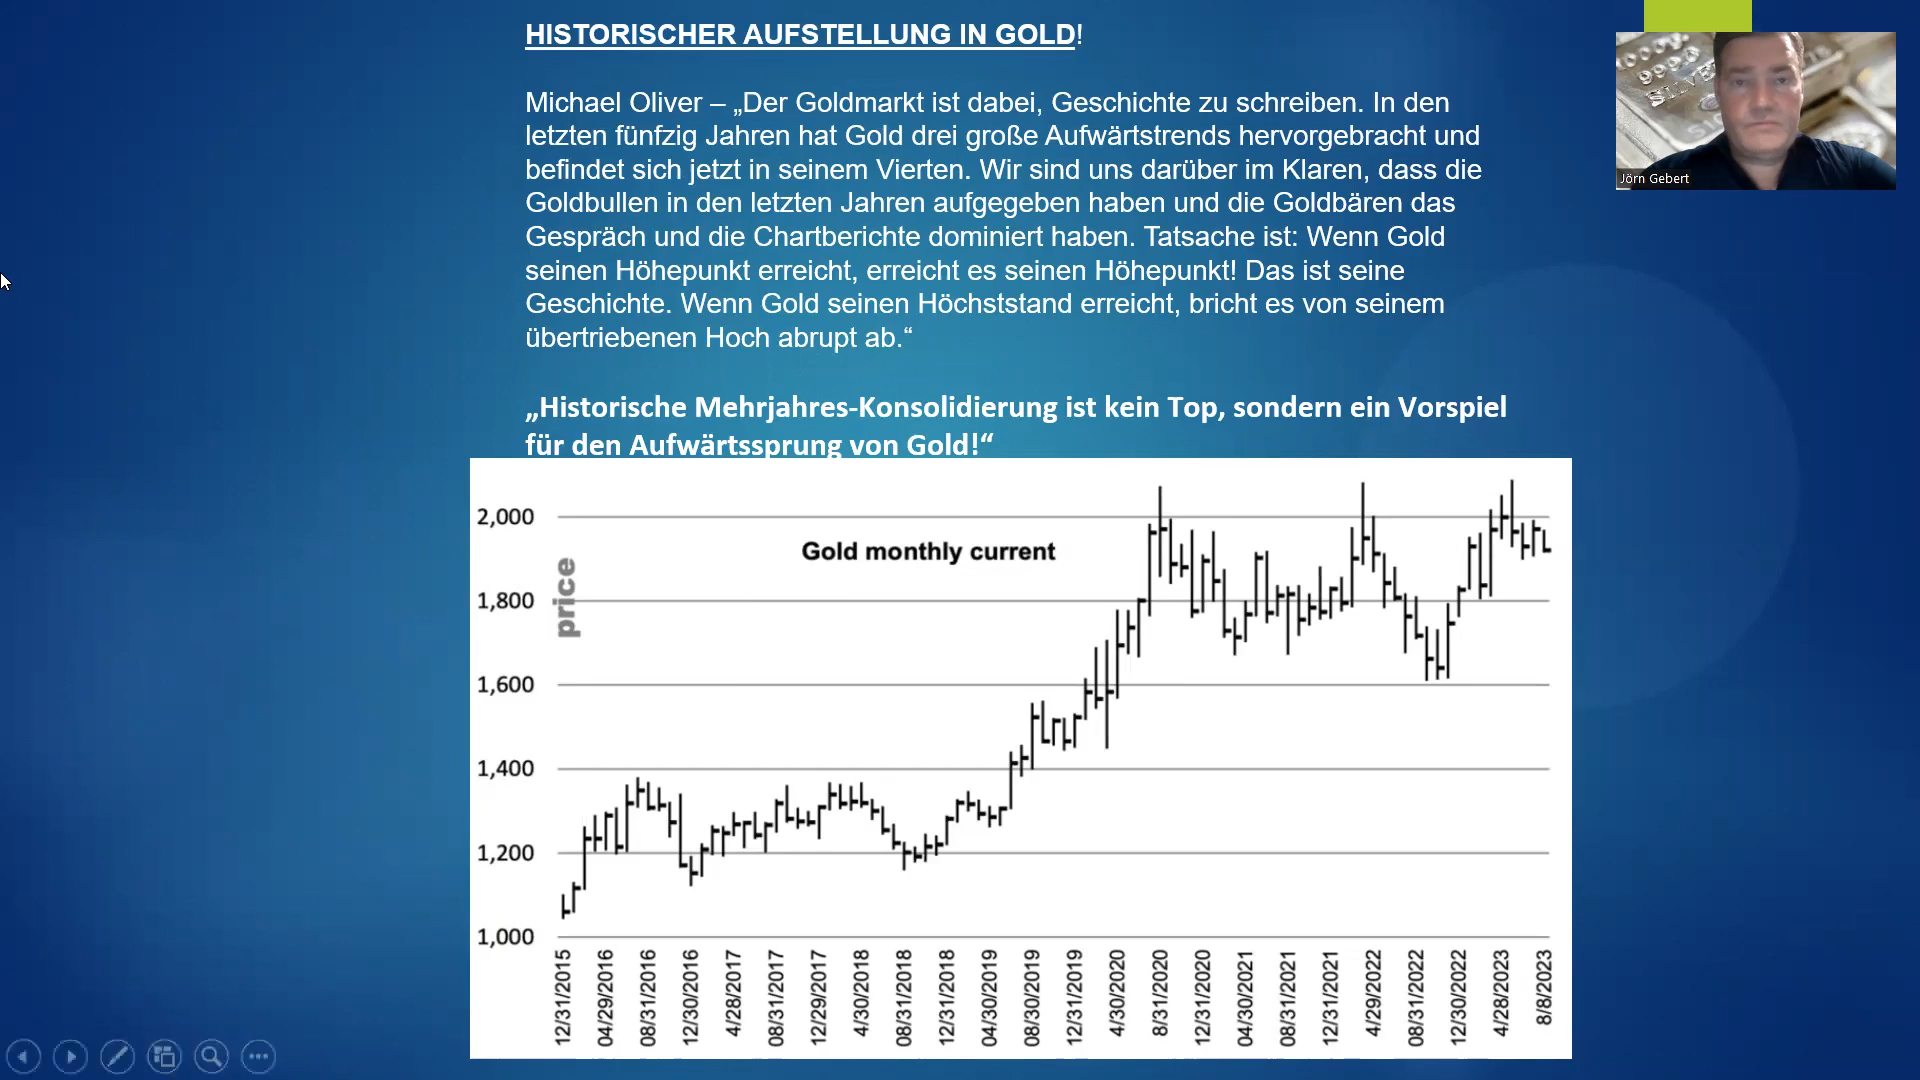 HISTORISCHER AUFSTELLUNG IN GOLD!
Michael Oliver – „Der Goldmarkt ist dabei, Geschichte zu schreiben. In den
letzten fünfzig Jahren hat Gold drei große Aufwärtstrends hervorgebracht und
befindet sich jetzt in seinem Vierten. Wir sind uns darüber im Klaren, dass die
Goldbullen in den letzten Jahren aufgegeben haben und die Goldbären das
Gespräch und die Chartberichte dominiert haben. Tatsache ist: Wenn Gold
seinen Höhepunkt erreicht, erreicht es seinen Höhepunkt! Das ist seine
Geschichte. Wenn Gold seinen Höchststand erreicht, bricht es von seinem
übertriebenen Hoch abrupt ab.“
„Historische Mehrjahres-Konsolidierung ist kein Top, sondern ein Vorspiel
für den Aufwärtssprung von Gold!“
Jörn Gebert
Gold monthly current
price
2,000
1,800
1,600
1,400
1,200
1,000
12/31/2015
04/29/2016
08/31/2016
12/30/2016
4/28/2017
08/31/2017
12/29/2017
4/30/2018
08/31/2018
12/31/2018
04/30/2019
08/30/2019
12/31/2019
4/30/2020
8/31/2020
12/31/2020
04/30/2021
08/31/2021
12/31/2021
4/29/2022
08/31/2022
12/30/2022
4/28/2023
8/8/2023